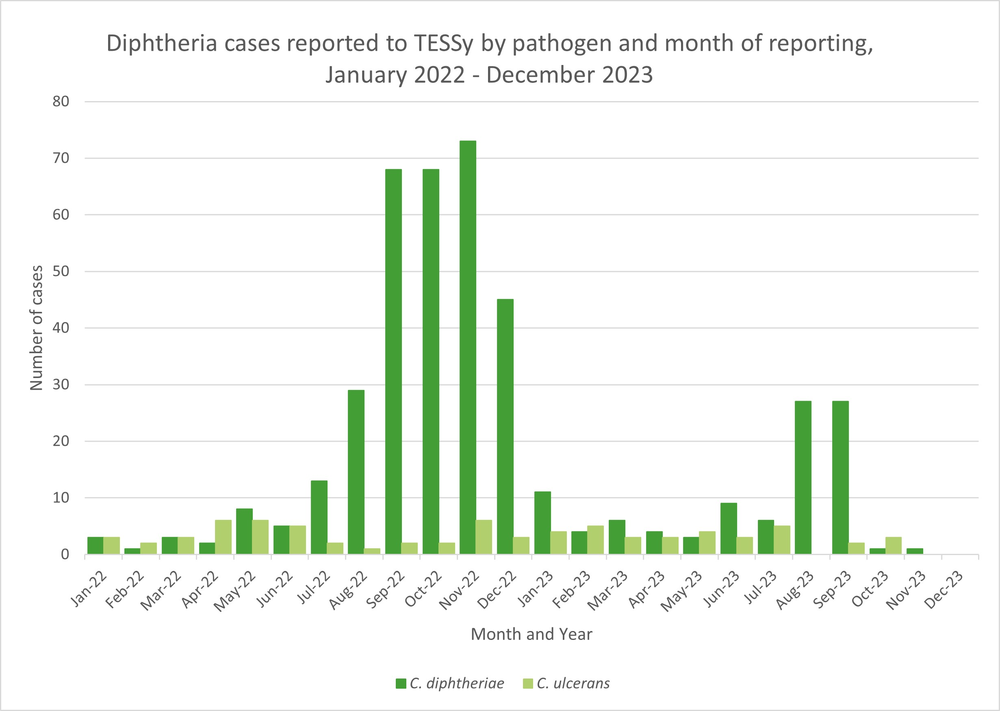 Diphtheria cases reported to TESSy by pathogen and month of reporting,
January 2022 - December 2023
80
70
60
50
40
30
20
10
0
Number of cases
Jan-22
Feb-22
Mar-22
Apr-22
May-22
Jun-22
Jul-22
Aug-22
Sep-22
Oct-22
Nov-22
Dec-22
Jan-23
Feb-23
Mar-23
Apr-23
May-23
Jun-23
Jul-23
Aug-23
Sep-23
Oct-23
Nov-23
Dec-23
Month and Year
C. diphtheriae
C. ulcerans